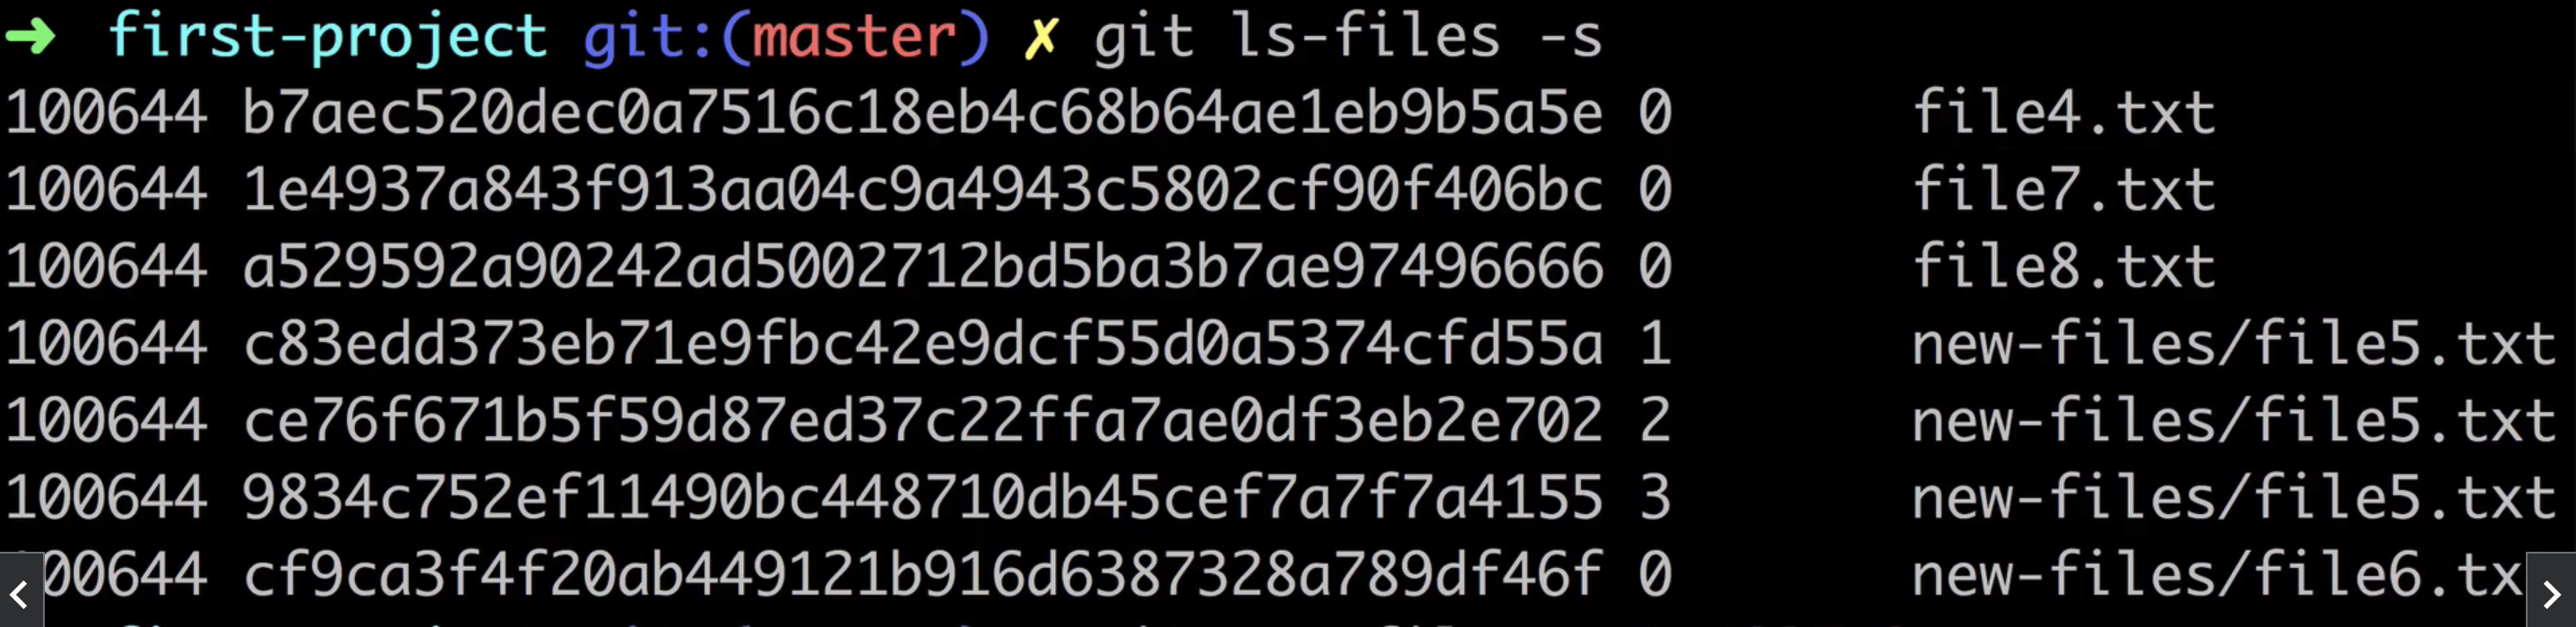 ➜ first-project git:(master) ✗ git ls-files -s
100644 b7aec520dec0a7516c18eb4c68b64ae1eb9b5a5e 0 file4.txt
100644 1e4937a843f913aa04c9a4943c5802cf90f406bc 0 file7.txt
100644 a529592a90242ad5002712bd5ba3b7ae97496666 0 file8.txt
100644 c83edd373eb71e9fbc42e9dcf55d0a5374cfd55a 1 new-files/file5.txt
100644 ce76f671b5f59d87ed37c22ffa7ae0df3eb2e702 2 new-files/file5.txt
100644 9834c752ef11490bc448710db45cef7a7f7a4155 3 new-files/file5.txt
00644 cf9ca3f4f20ab449121b916d6387328a789df46f 0 new-files/file6.tx